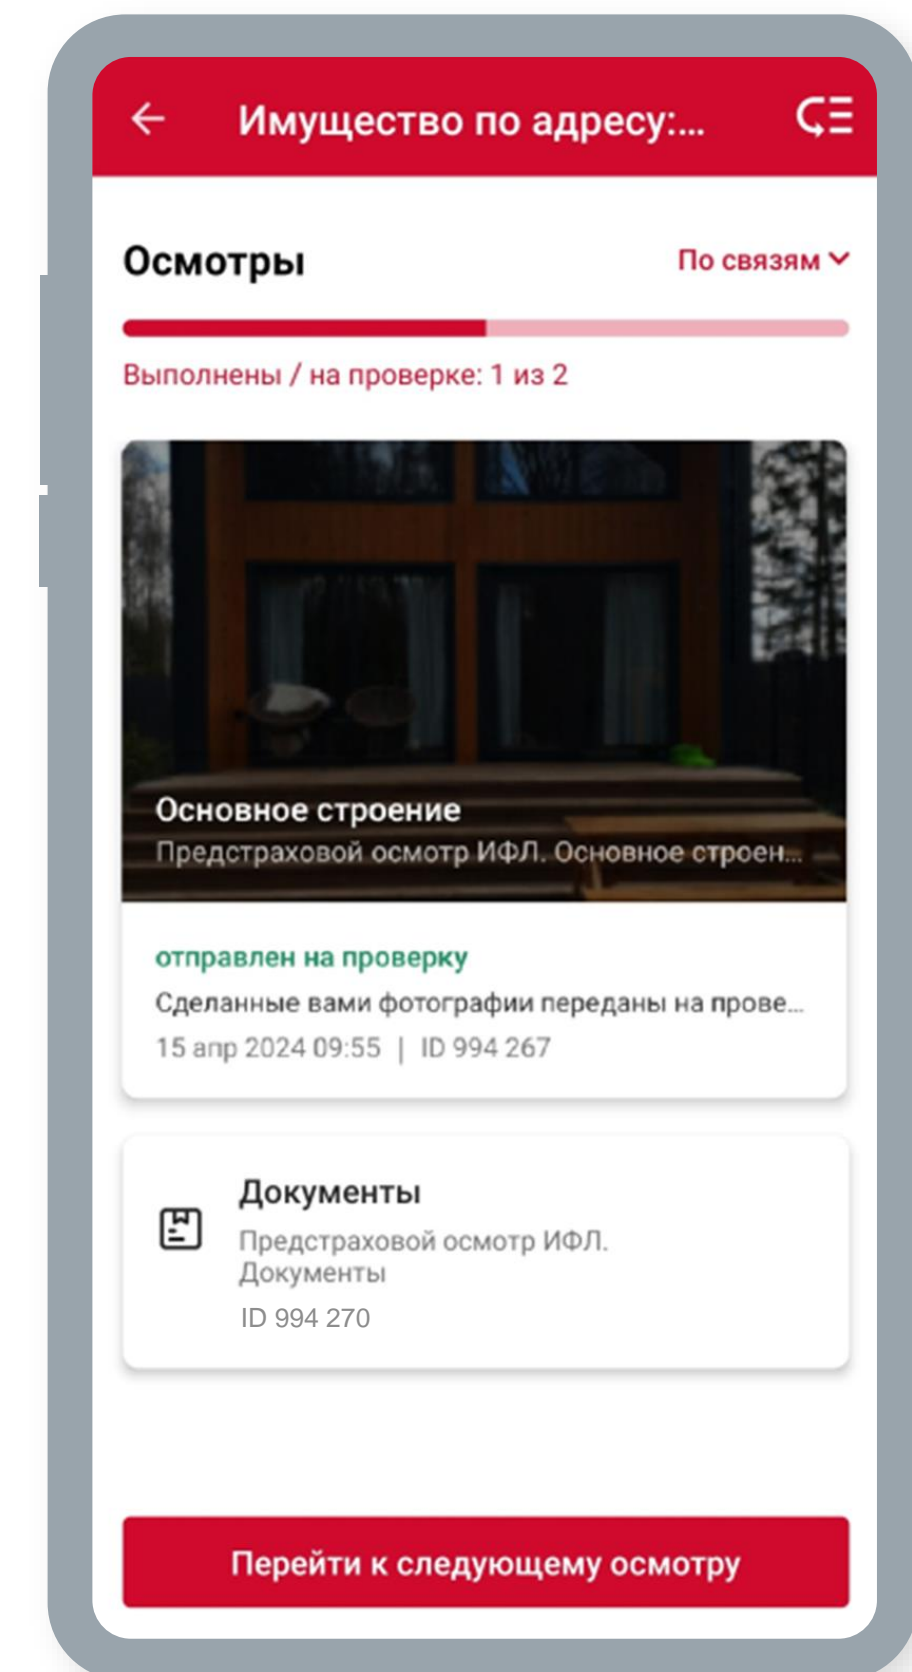 Имущество по адресу:...
Осмотры
По связям
Выполнены / на проверке: 1 из 2
Основное строение
Предстраховой осмотр ИФЛ. Основное строен...
отправлен на проверку
Сделанные вами фотографии переданы на прове...
15 апр 2024 09:55 | ID 994 267
Документы
Предстраховой осмотр ИФЛ.
Документы
ID 994 270
Перейти к следующему осмотру